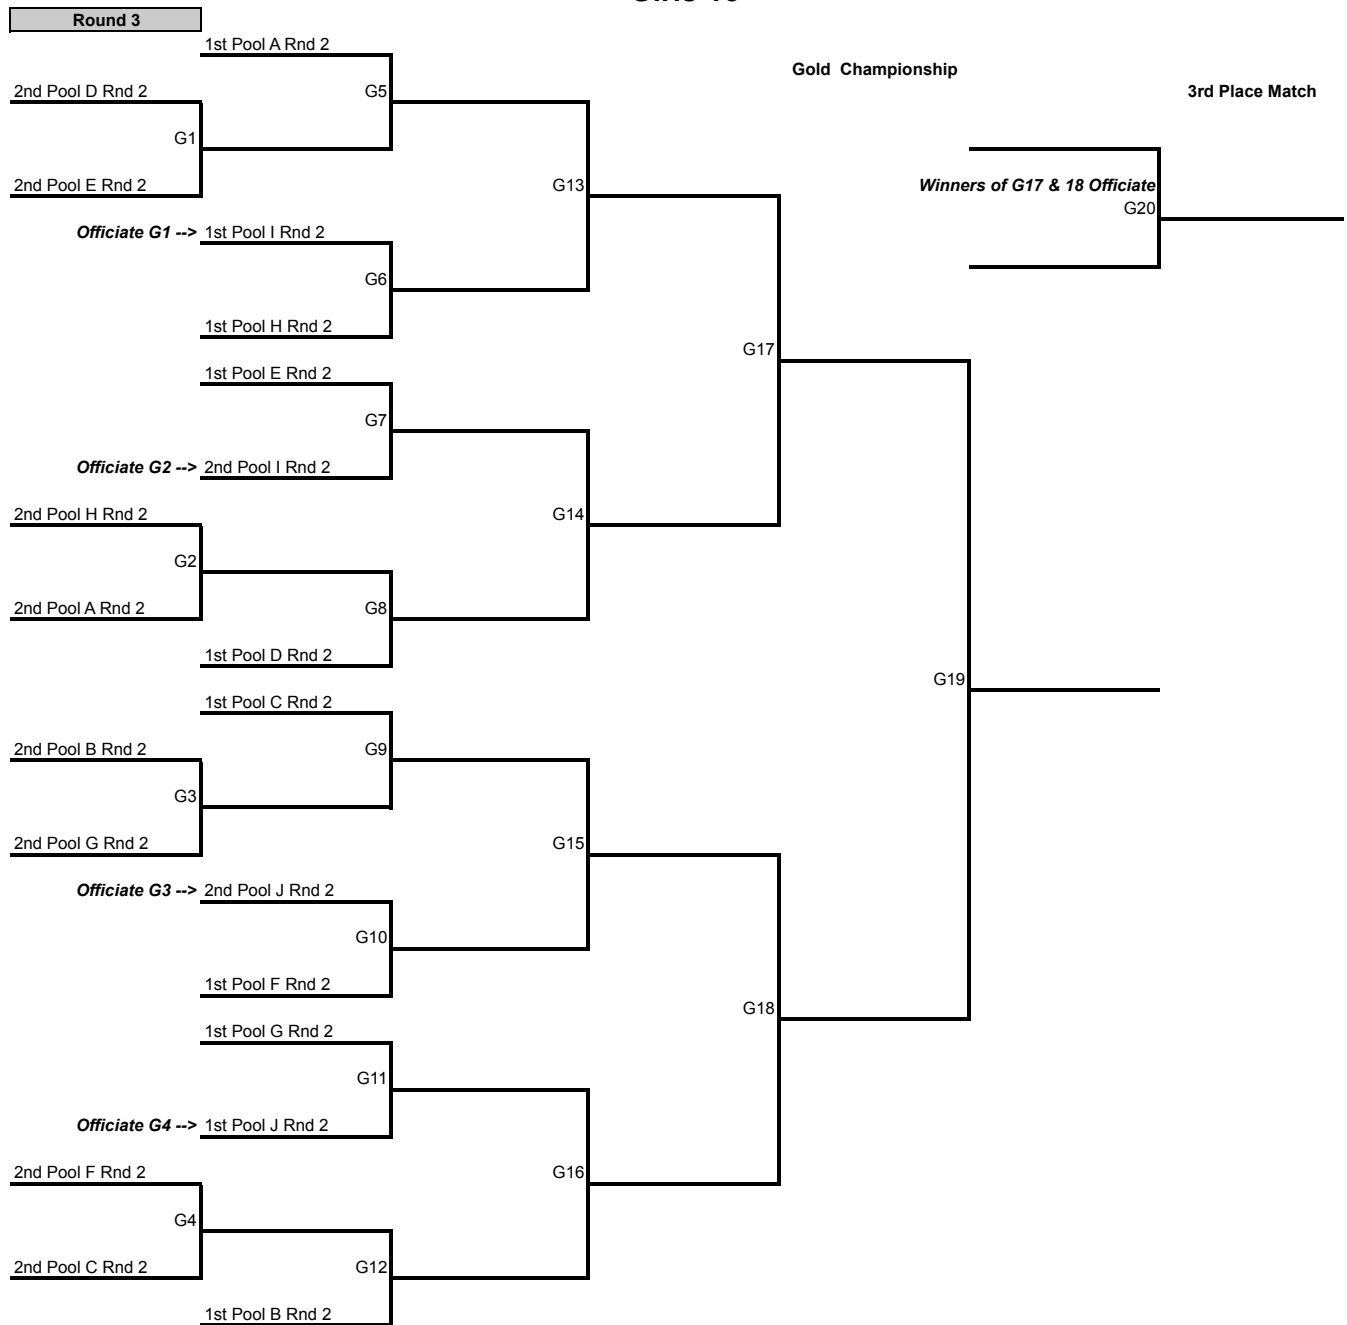 Round 3
1st Pool A Rnd 2
Gold Championship
2nd Pool D Rnd 2
G5
3rd Place Match
G1
2nd Pool E Rnd 2
G13
Winners of G17 & 18 Officiate
G20
Officiate G1 --> 1st Pool I Rnd 2
G6
1st Pool H Rnd 2
G17
1st Pool E Rnd 2
G7
Officiate G2 --> 2nd Pool I Rnd 2
2nd Pool H Rnd 2
G14
G2
2nd Pool A Rnd 2
G8
1st Pool D Rnd 2
G19
1st Pool C Rnd 2
2nd Pool B Rnd 2
G9
G3
2nd Pool G Rnd 2
G15
Officiate G3 --> 2nd Pool J Rnd 2
G10
1st Pool F Rnd 2
G18
1st Pool G Rnd 2
G11
Officiate G4 --> 1st Pool J Rnd 2
2nd Pool F Rnd 2
G16
G4
2nd Pool C Rnd 2
G12
1st Pool B Rnd 2